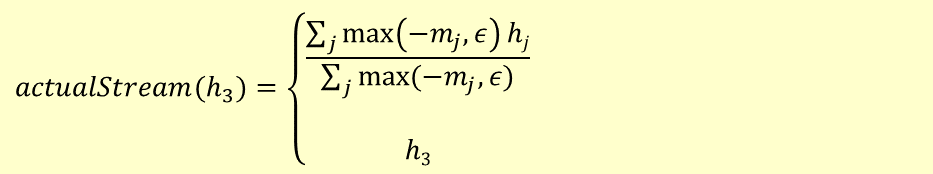 actualStream(h₃) = { ∑ⱼ max(−mⱼ, ϵ) hⱼ
∑ⱼ max(−mⱼ, ϵ)
h₃